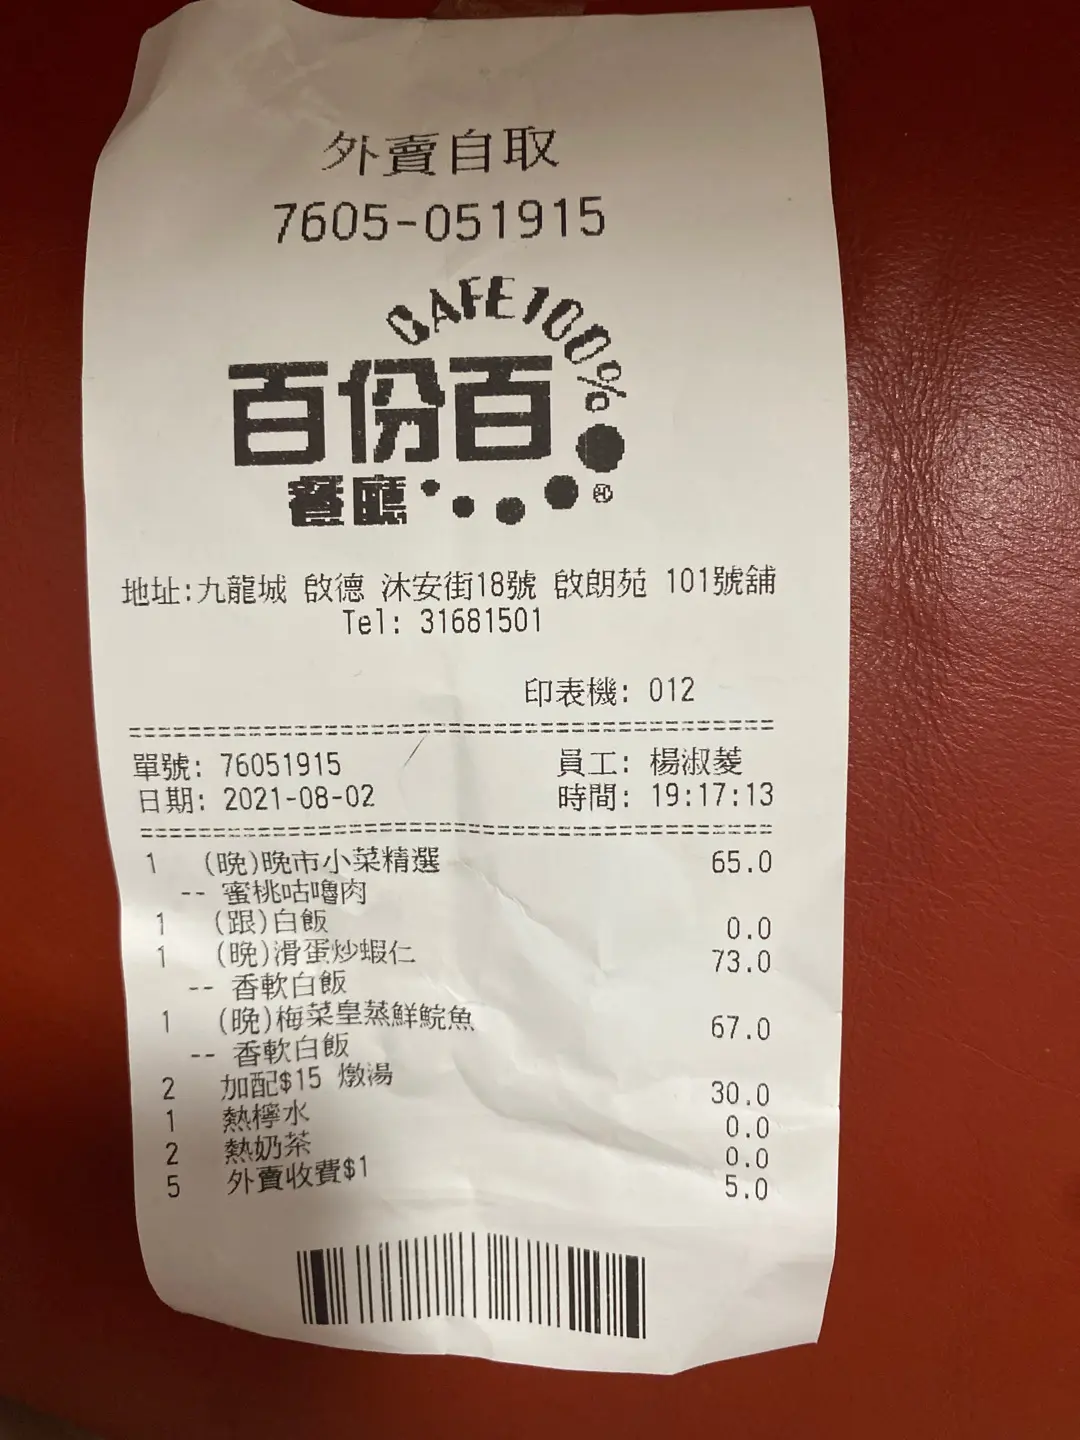 外賣自取
7605-051915
CAFE 100%
百份百
餐廳
地址:九龍城 啟德 沐安街18號 啟朗苑 101號舖
Tel: 31681501
印表機: 012
單號: 76051915 員工: 楊淑菱
日期: 2021-08-02 時間: 19:17:13
1 (晚)晚市小菜精選 65.0
-- 蜜桃咕嚕肉
1 (跟)白飯 0.0
1 (晚)滑蛋炒蝦仁 73.0
-- 香軟白飯
1 (晚)梅菜皇蒸鮮鯇魚 67.0
-- 香軟白飯
2 加配$15 燉湯 30.0
1 熱檸水 0.0
2 熱奶茶 0.0
5 外賣收費$1 5.0